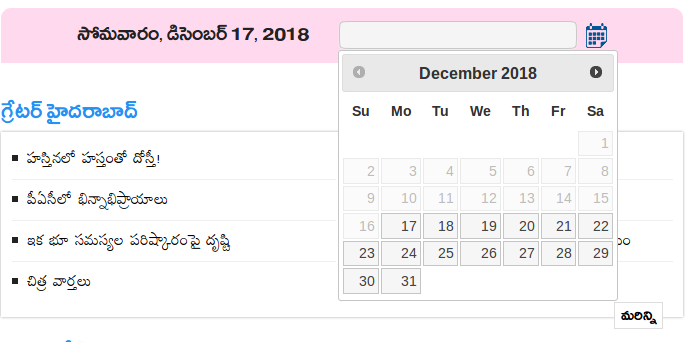 సోమవారం, డిసెంబర్ 17, 2018
December 2018
Su Mo Tu We Th Fr Sa
1
2 3 4 5 6 7 8
9 10 11 12 13 14 15
16 17 18 19 20 21 22
23 24 25 26 27 28 29
30 31
గ్రేటర్ హైదరాబాద్
హస్తినలో హస్తంతో దోస్తీ!
పీఏసీలో భిన్నాభిప్రాయాలు
ఇక భూ సమస్యల పరిష్కారంపై దృష్టి
చిత్ర వార్తలు
మరిన్ని